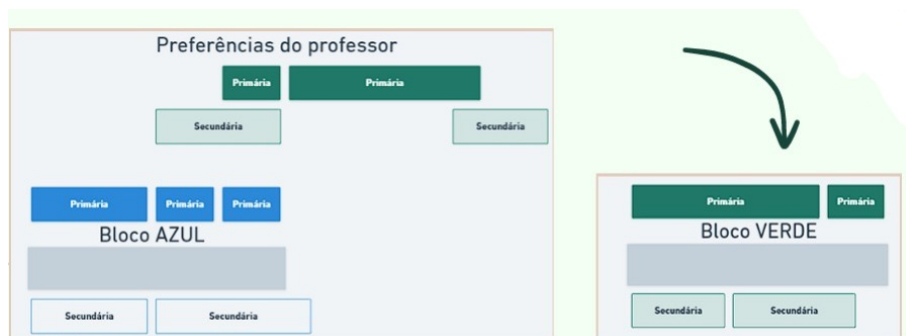 Preferências do professor
Primária Primária
Secundária Secundária
Primária Primária Primária
Bloco AZUL
Secundária Secundária
Primária Primária
Bloco VERDE
Secundária Secundária